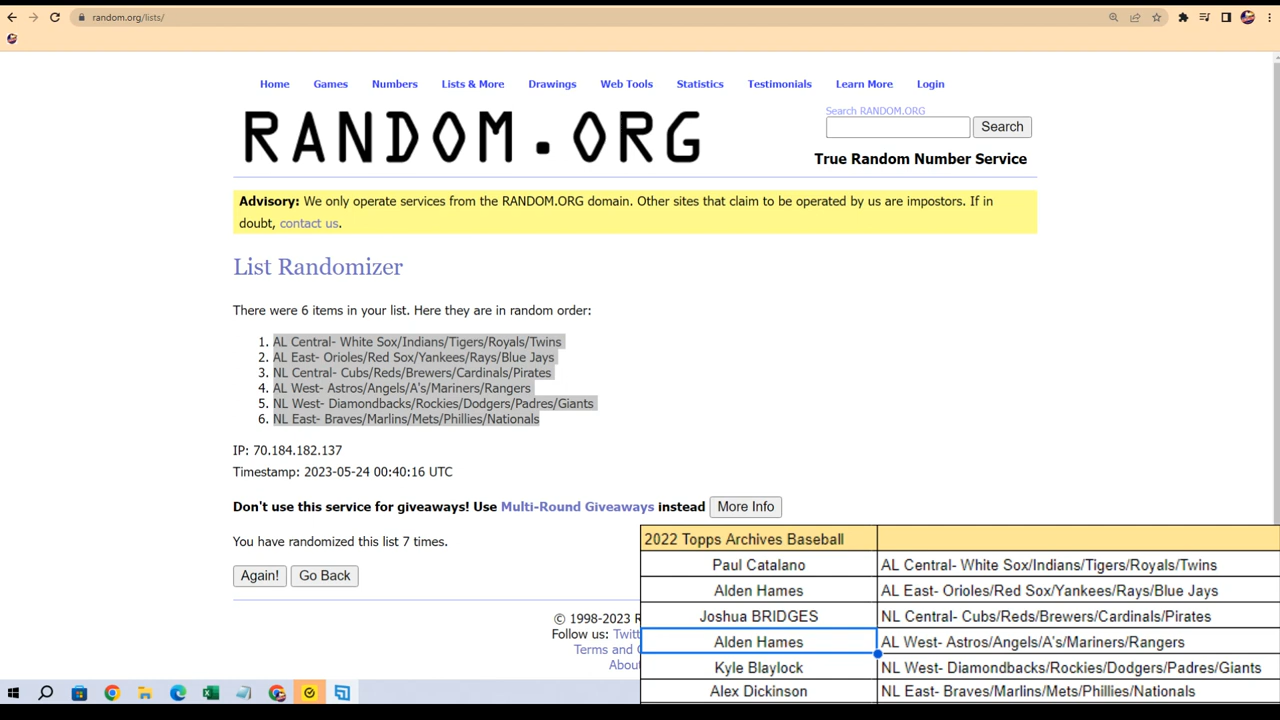 random.org/lists/
Home Games Numbers Lists & More Drawings Web Tools Statistics Testimonials Learn More Login
RANDOM.ORG
Search RANDOM.ORG
Search
True Random Number Service
Advisory: We only operate services from the RANDOM.ORG domain. Other sites that claim to be operated by us are impostors. If in
doubt, contact us.
List Randomizer
There were 6 items in your list. Here they are in random order:
1. AL Central- White Sox/Indians/Tigers/Royals/Twins
2. AL East- Orioles/Red Sox/Yankees/Rays/Blue Jays
3. NL Central- Cubs/Reds/Brewers/Cardinals/Pirates
4. AL West- Astros/Angels/A's/Mariners/Rangers
5. NL West- Diamondbacks/Rockies/Dodgers/Padres/Giants
6. NL East- Braves/Marlins/Mets/Phillies/Nationals
IP: 70.184.182.137
Timestamp: 2023-05-24 00:40:16 UTC
Don't use this service for giveaways! Use Multi-Round Giveaways instead More Info
You have randomized this list 7 times.
Again! Go Back
© 1998-2023
Follow us:
Terms and
2022 Topps Archives Baseball
Paul Catalano AL Central- White Sox/Indians/Tigers/Royals/Twins
Alden Hames AL East- Orioles/Red Sox/Yankees/Rays/Blue Jays
Joshua BRIDGES NL Central- Cubs/Reds/Brewers/Cardinals/Pirates
Alden Hames AL West- Astros/Angels/A's/Mariners/Rangers
Kyle Blaylock NL West- Diamondbacks/Rockies/Dodgers/Padres/Giants
Alex Dickinson NL East- Braves/Marlins/Mets/Phillies/Nationals